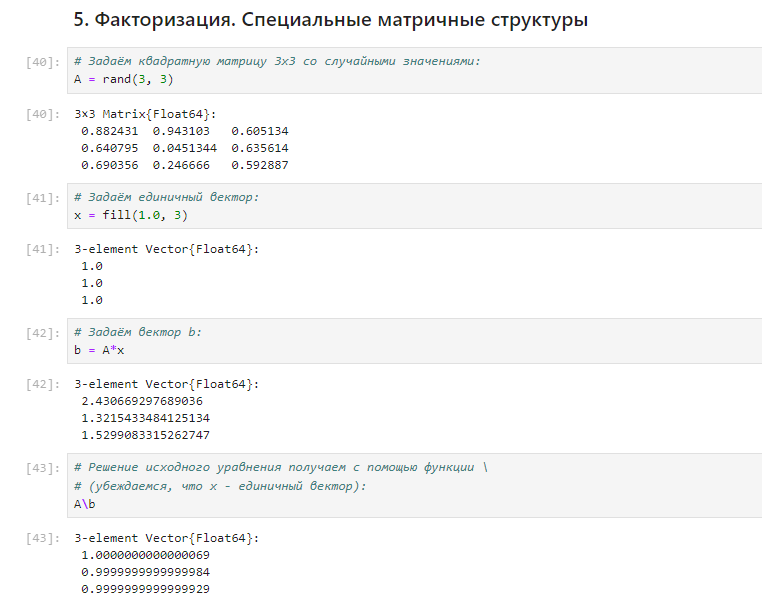 5. Факторизация. Специальные матричные структуры
[40]: # Задаём квадратную матрицу 3x3 со случайными значениями:
A = rand(3, 3)
[40]: 3×3 Matrix{Float64}:
0.882431 0.943103 0.605134
0.640795 0.0451344 0.635614
0.690356 0.246666 0.592887
[41]: # Задаём единичный вектор:
x = fill(1.0, 3)
[41]: 3-element Vector{Float64}:
1.0
1.0
1.0
[42]: # Задаём вектор b:
b = A*x
[42]: 3-element Vector{Float64}:
2.430669297689036
1.3215433484125134
1.5299083315262747
[43]: # Решение исходного уравнения получаем с помощью функции \
# (убеждаемся, что x - единичный вектор):
A\b
[43]: 3-element Vector{Float64}:
1.0000000000000069
0.9999999999999984
0.9999999999999929